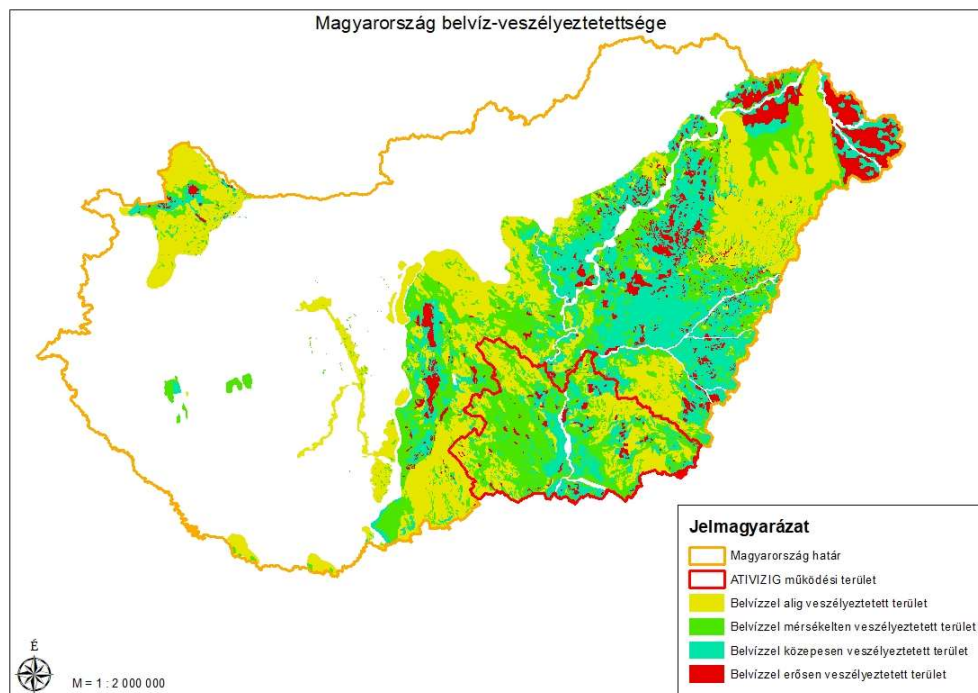 Magyarország belvíz-veszélyeztetettsége
Jelmagyarázat
Magyarország határ
ATIVIZIG működési terület
Belvízzel alig veszélyeztetett terület
Belvízzel mérsékelten veszélyeztetett terület
Belvízzel közepesen veszélyeztetett terület
Belvízzel erősen veszélyeztetett terület
É
M = 1 : 2 000 000